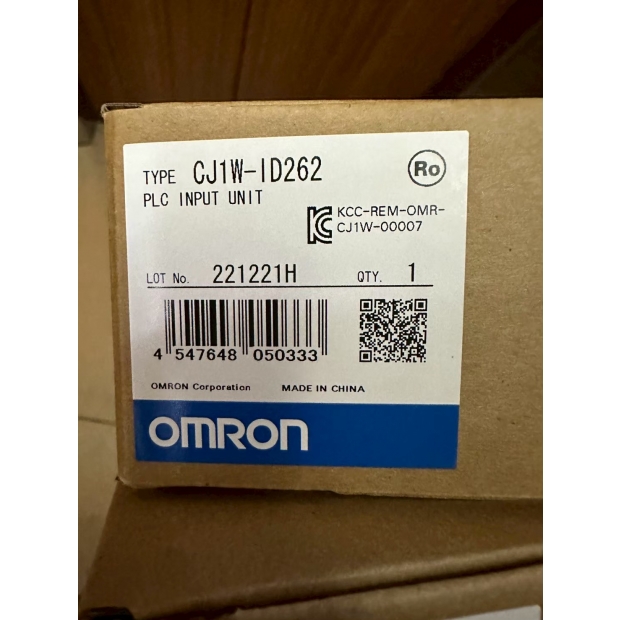 TYPE CJ1W-ID262
Ro
PLC INPUT UNIT
KCC-REM-OMR-
CJ1W-00007
LOT No. 221221H QTY. 1
4 547648 050333
OMRON Corporation MADE IN CHINA
OMRON